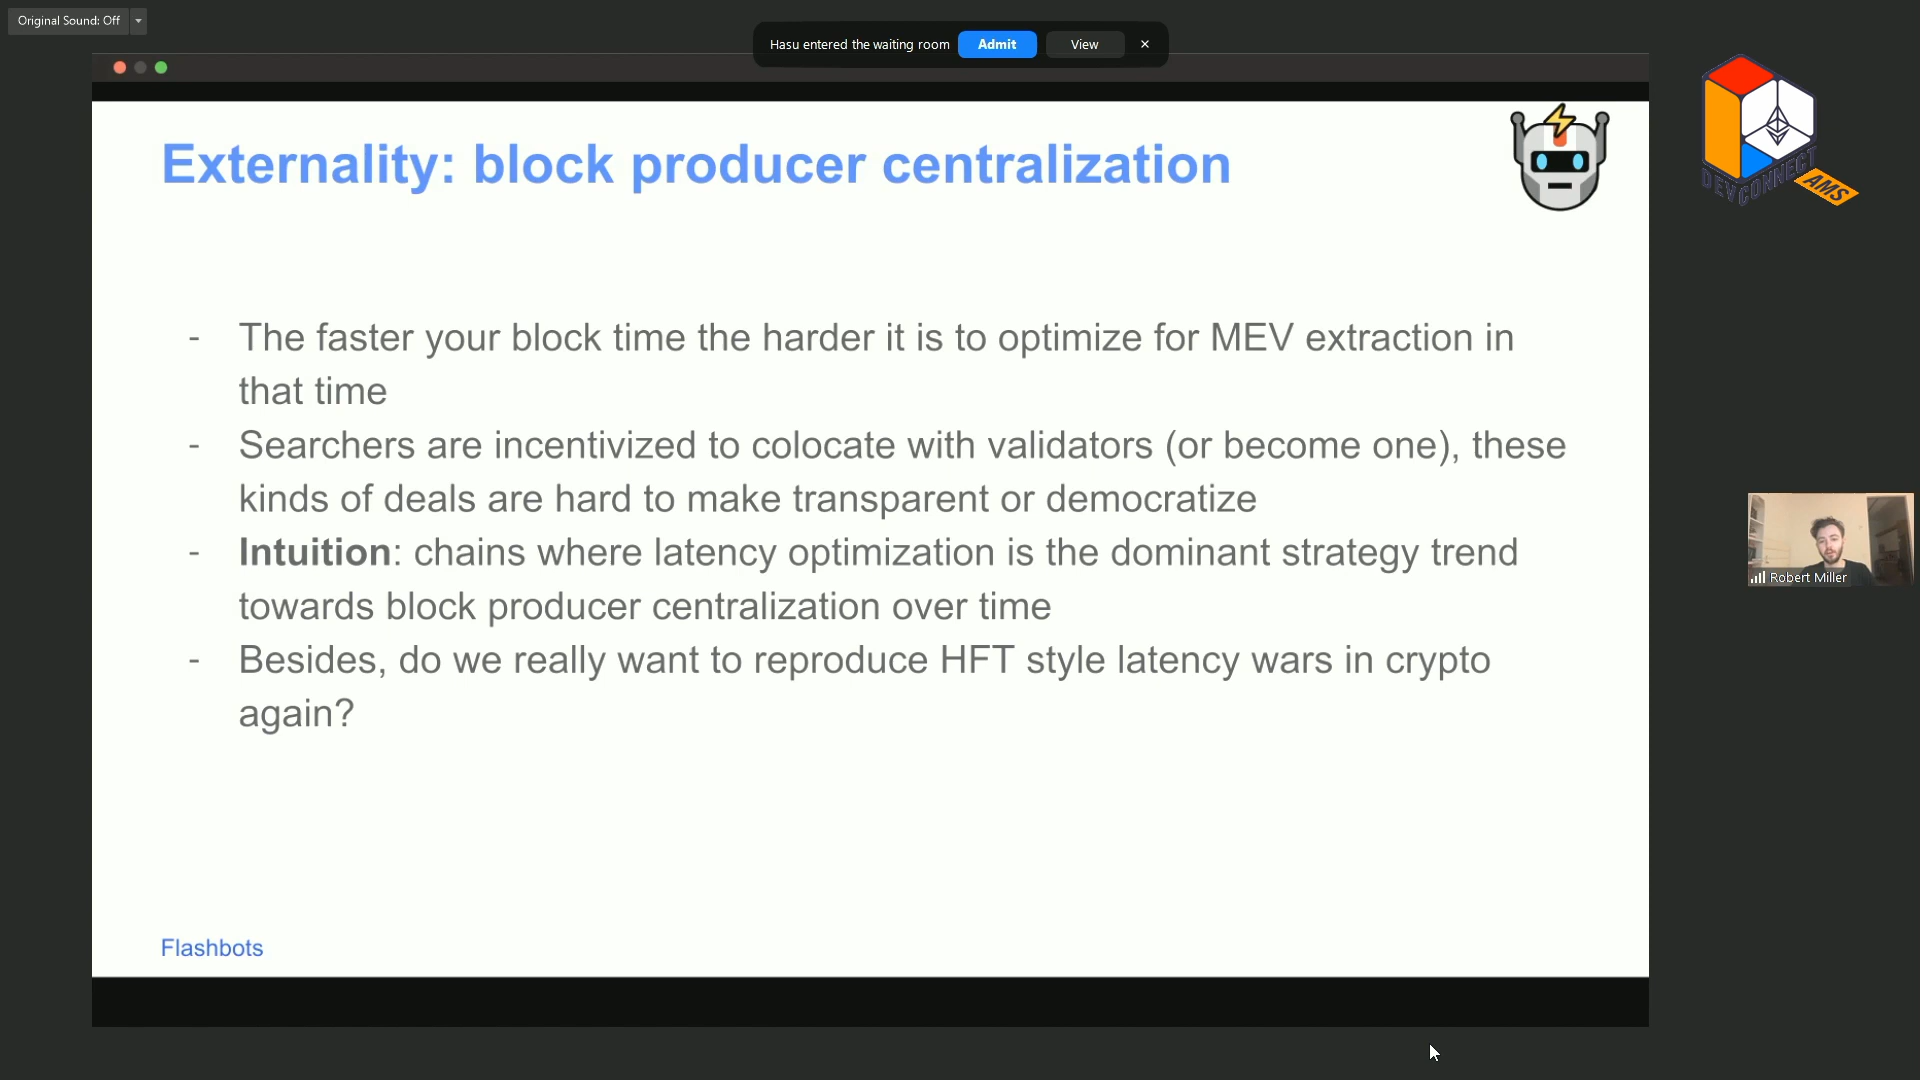 Original Sound: Off
Hasu entered the waiting room
Admit
View
Externality: block producer centralization
DEVCONNECT
AMS
- The faster your block time the harder it is to optimize for MEV extraction in
that time
- Searchers are incentivized to colocate with validators (or become one), these
kinds of deals are hard to make transparent or democratize
- Intuition: chains where latency optimization is the dominant strategy trend
towards block producer centralization over time
- Besides, do we really want to reproduce HFT style latency wars in crypto
again?
Robert Miller
Flashbots